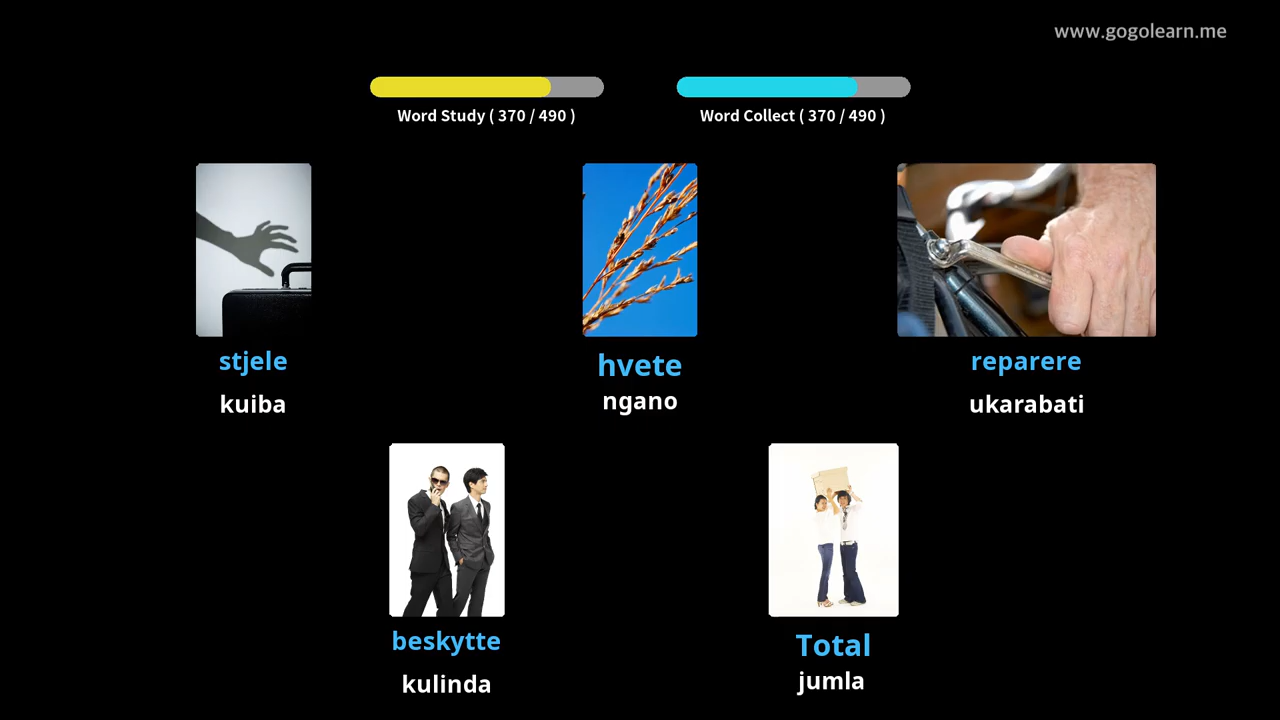 www.gogolearn.me
Word Study ( 370 / 490 )
Word Collect ( 370 / 490 )
stjele
kuiba
hvete
ngano
reparere
ukarabati
beskytte
kulinda
Total
jumla